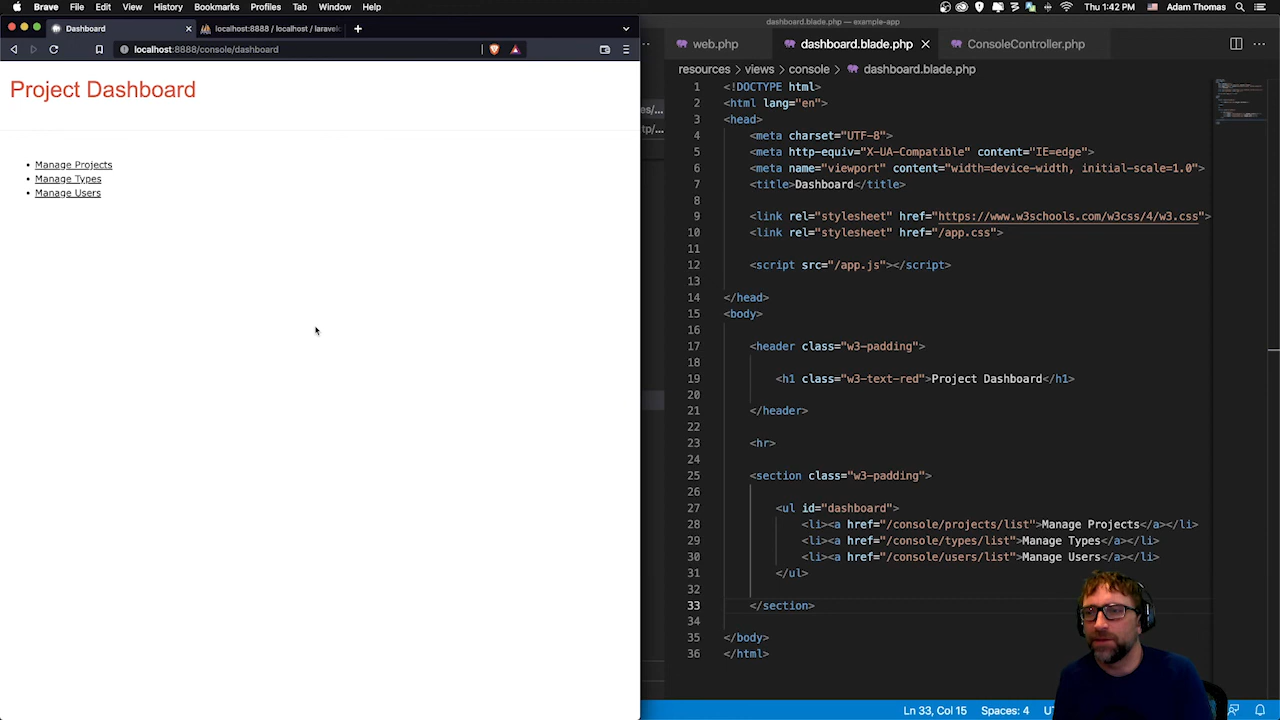 Brave File Edit View History Bookmarks Profiles Tab Window Help
Thu 1:42 PM Adam Thomas
Dashboard
localhost:8888 / localhost / larave
localhost:8888/console/dashboard
Project Dashboard
Manage Projects
Manage Types
Manage Users
dashboard.blade.php — example-app
web.php
dashboard.blade.php
ConsoleController.php
resources > views > console > dashboard.blade.php
1 <!DOCTYPE html>
2 <html lang="en">
3 <head>
4 <meta charset="UTF-8">
5 <meta http-equiv="X-UA-Compatible" content="IE=edge">
6 <meta name="viewport" content="width=device-width, initial-scale=1.0">
7 <title>Dashboard</title>
8
9 <link rel="stylesheet" href="https://www.w3schools.com/w3css/4/w3.css">
10 <link rel="stylesheet" href="/app.css">
11
12 <script src="/app.js"></script>
13
14 </head>
15 <body>
16
17 <header class="w3-padding">
18
19 <h1 class="w3-text-red">Project Dashboard</h1>
20
21 </header>
22
23 <hr>
24
25 <section class="w3-padding">
26
27 <ul id="dashboard">
28 <li><a href="/console/projects/list">Manage Projects</a></li>
29 <li><a href="/console/types/list">Manage Types</a></li>
30 <li><a href="/console/users/list">Manage Users</a></li>
31 </ul>
32
33 </section>
34
35 </body>
36 </html>
Ln 33, Col 15 Spaces: 4